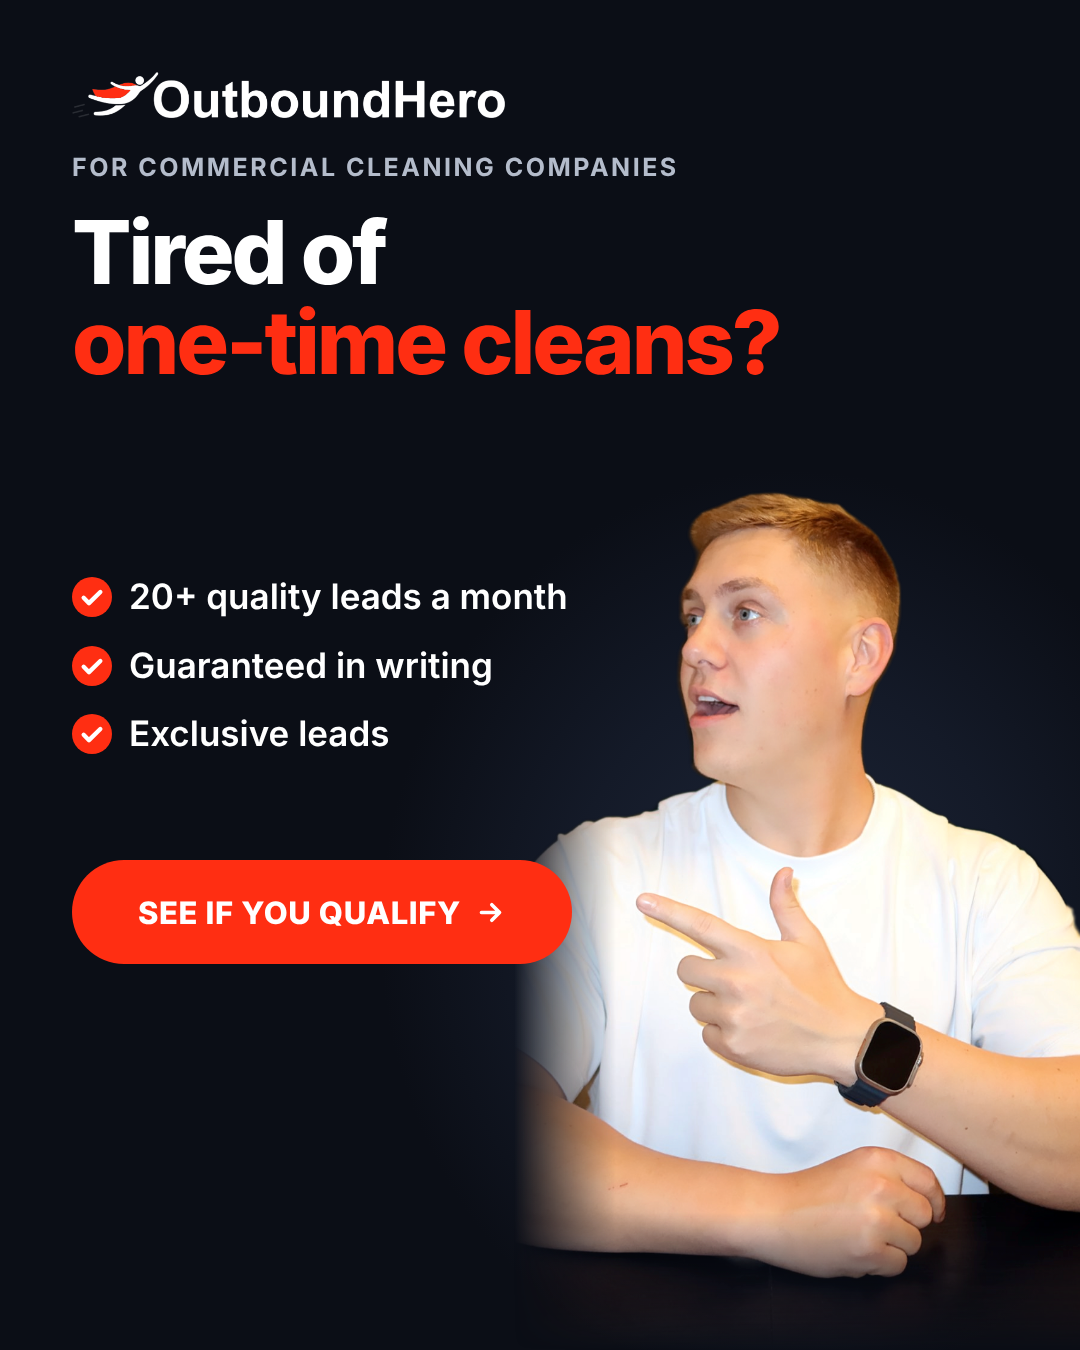 OutboundHero
FOR COMMERCIAL CLEANING COMPANIES
Tired of
one-time cleans?
20+ quality leads a month
Guaranteed in writing
Exclusive leads
SEE IF YOU QUALIFY →